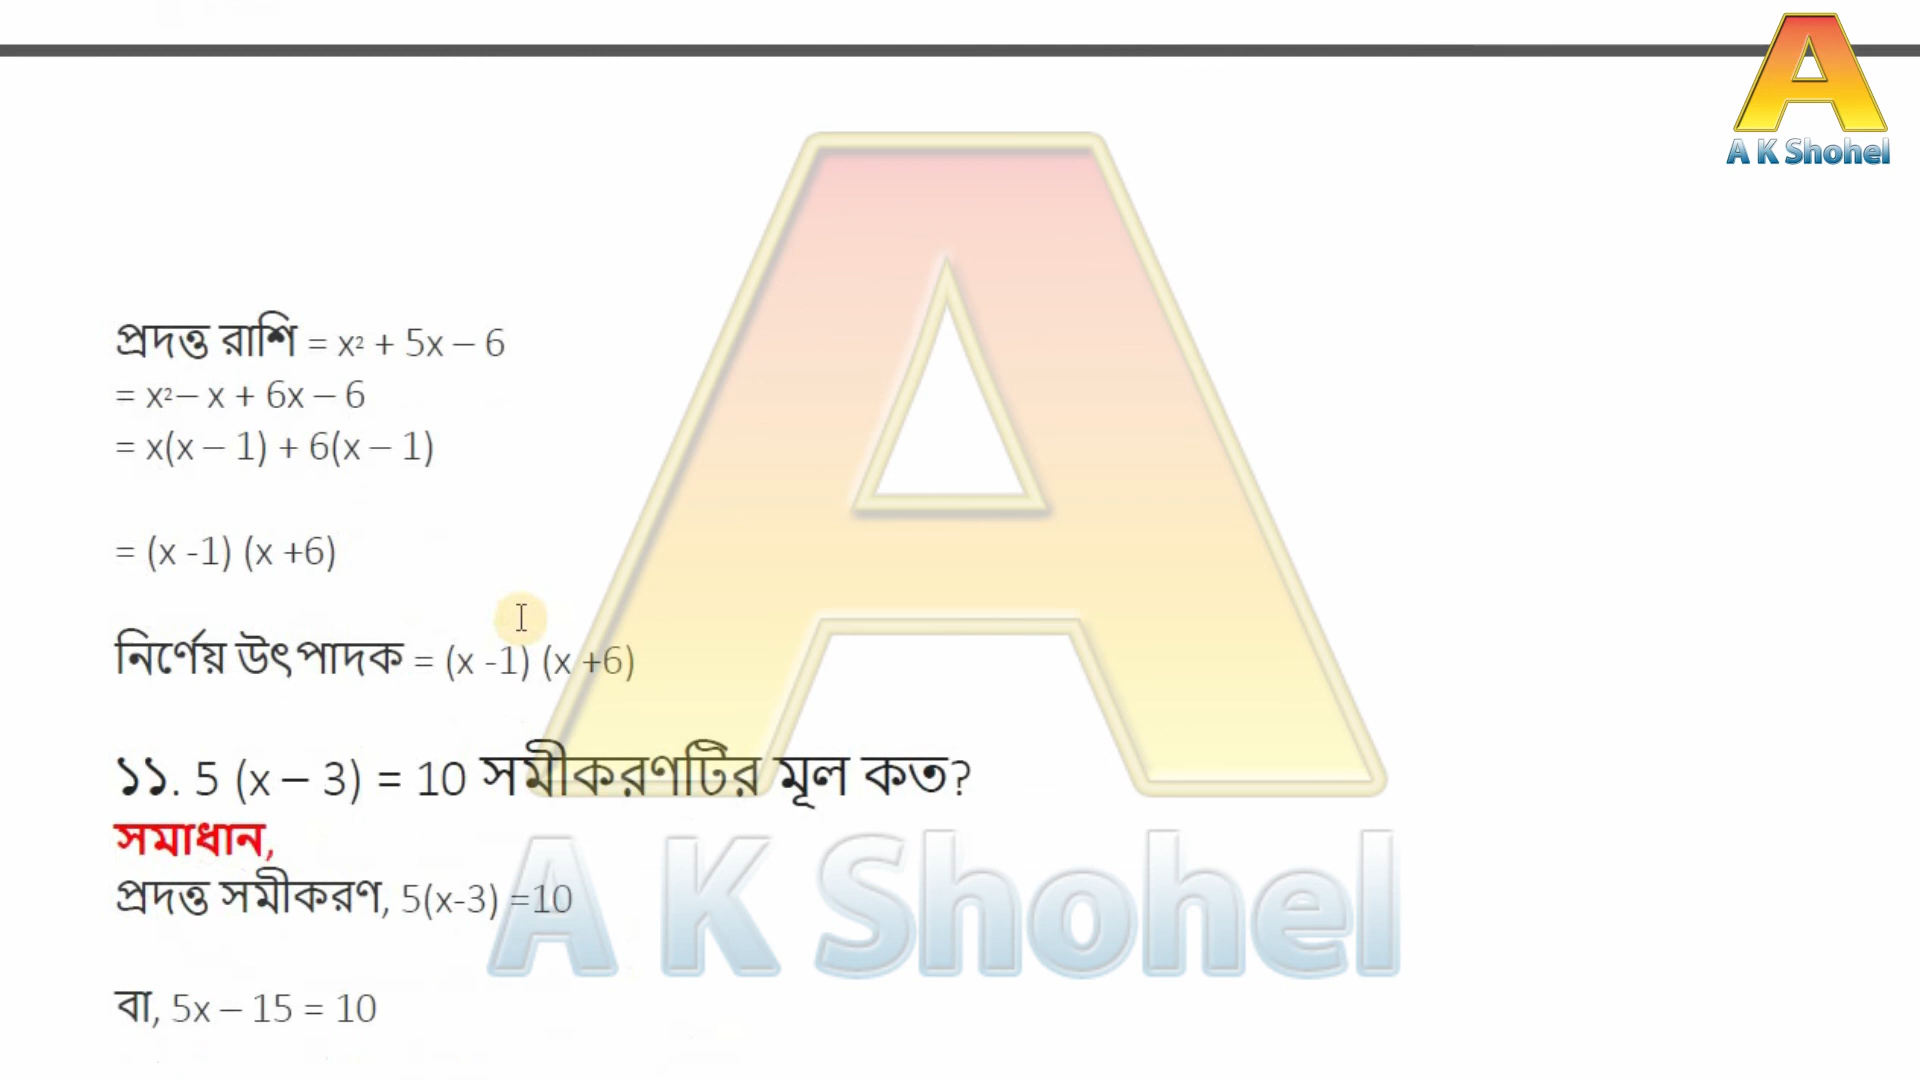 A K Shohel
প্রদত্ত রাশি = x² + 5x – 6
= x² – x + 6x – 6
= x(x – 1) + 6(x – 1)
= (x -1) (x +6)
নির্ণেয় উৎপাদক = (x -1) (x +6)
১১. 5 (x – 3) = 10 সমীকরণটির মূল কত?
সমাধান,
প্রদত্ত সমীকরণ, 5(x-3) =10
বা, 5x – 15 = 10
A
A K Shohel